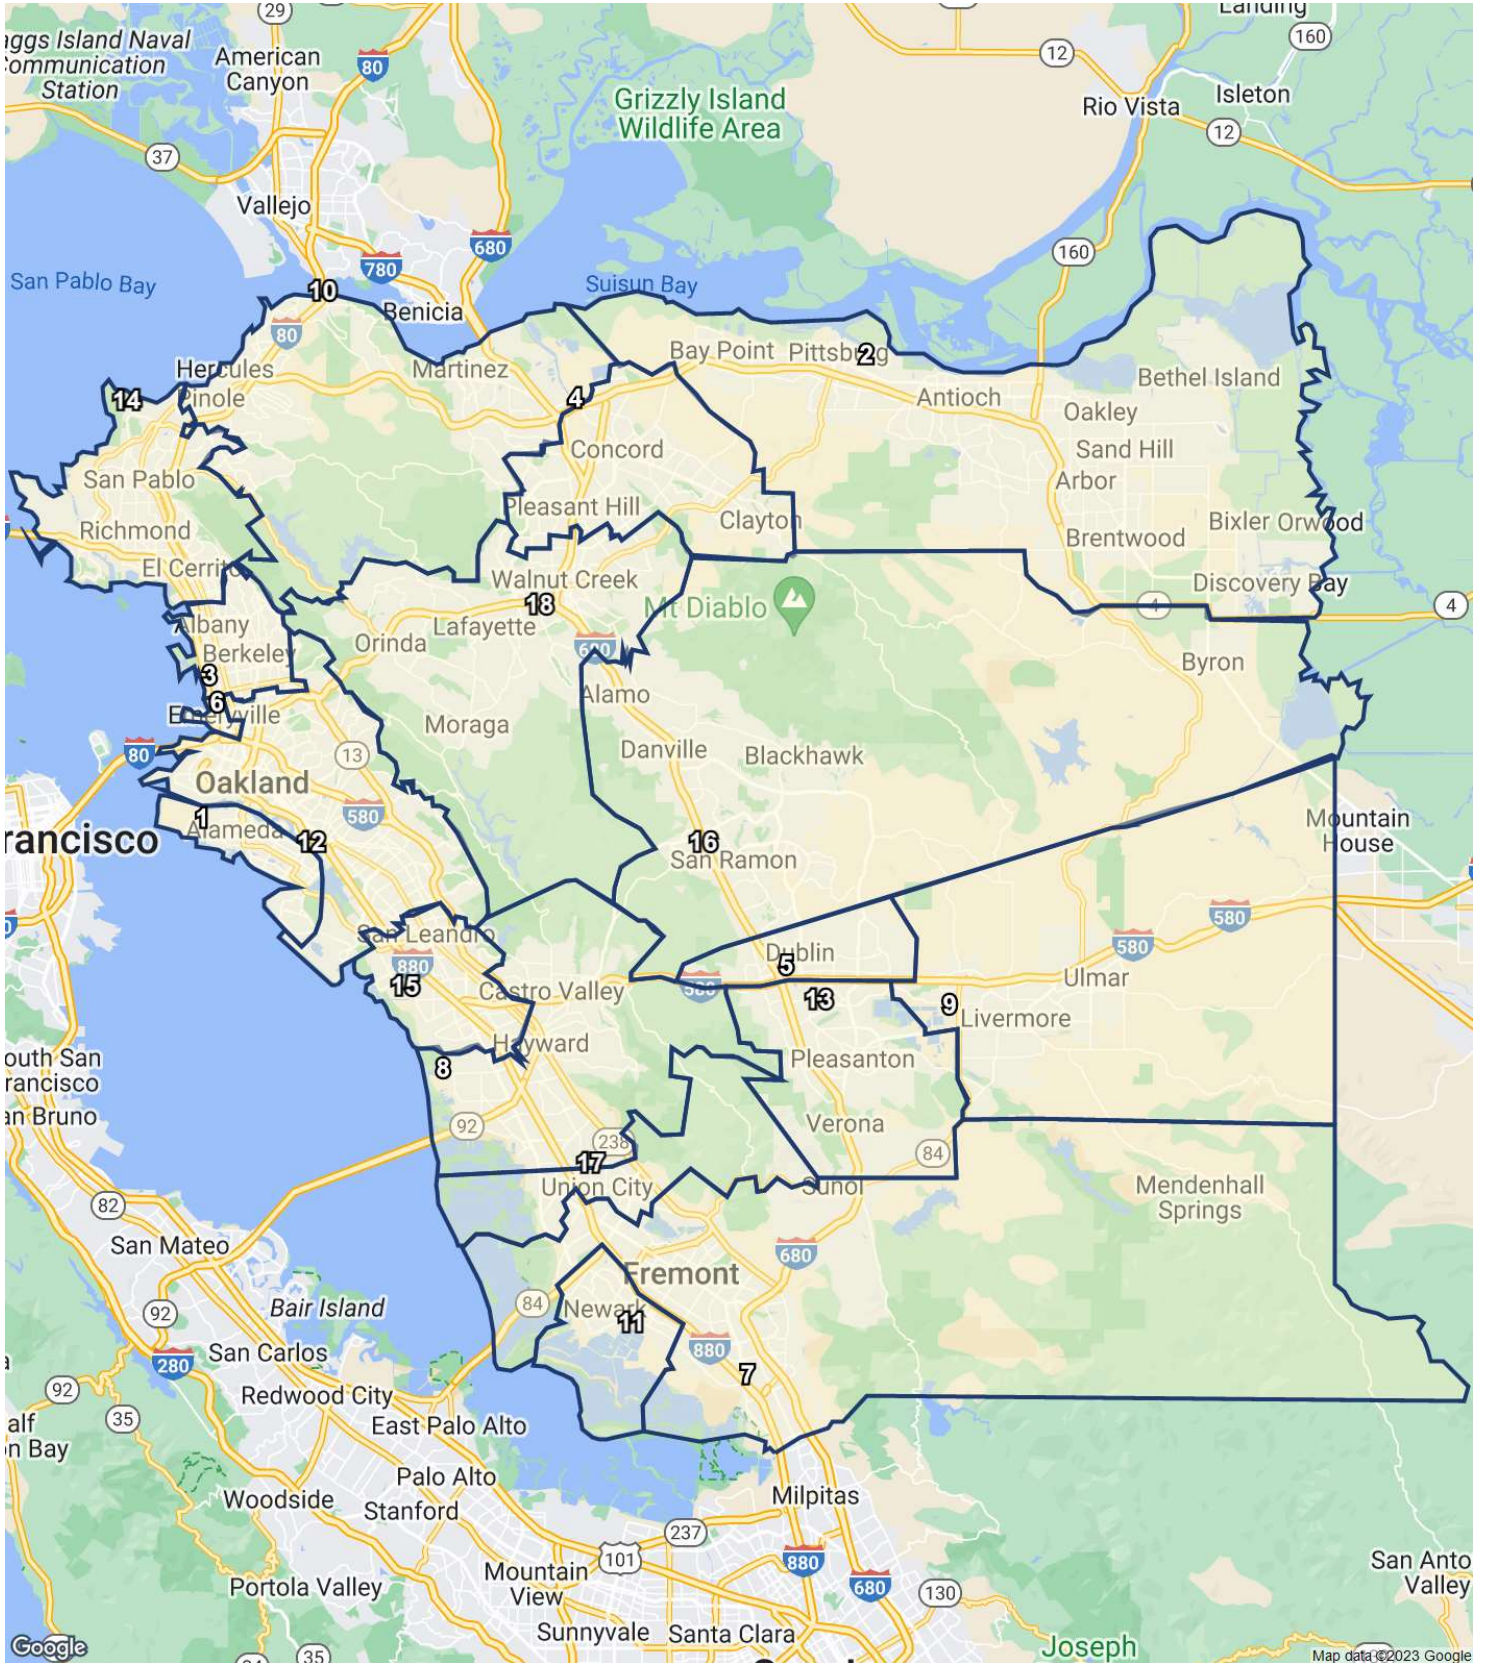 Landing
29
160
aggs Island Naval
Communication
Station
American
Canyon
80
12
Grizzly Island
Wildlife Area
Rio Vista
Isleton
12
37
Vallejo
680
160
780
San Pablo Bay
Suisun Bay
10
Benicia
80
Bay Point
Pittsburg
2
Hercules
Martinez
Bethel Island
Pinole
14
4
Antioch
Oakley
Concord
Sand Hill
San Pablo
Arbor
Pleasant Hill
Clayton
Richmond
Brentwood
Bixler
Orwood
El Cerrito
Walnut Creek
Discovery Bay
18
Mt Diablo
4
4
Albany
Lafayette
Orinda
Berkeley
680
Byron
3
Alamo
6
Emeryville
Moraga
80
13
Danville
Blackhawk
Oakland
580
1
Alameda
12
Mountain
House
rancisco
16
San Ramon
580
San Leandro
580
Dublin
880
5
Ulmar
15
Castro Valley
580
13
9
Livermore
Hayward
outh San
rancisco
8
Pleasanton
an Bruno
92
238
Verona
84
17
Union City
Sunol
Mendenhall
Springs
82
San Mateo
680
Fremont
92
Bair Island
84
Newark
11
880
280
San Carlos
7
92
Redwood City
35
East Palo Alto
alf
on Bay
Palo Alto
Woodside
Stanford
Milpitas
237
101
880
Mountain
View
680
130
San Anto
Valley
Portola Valley
Sunnyvale
Santa Clara
Joseph
Google
35
Map data ©2023 Google